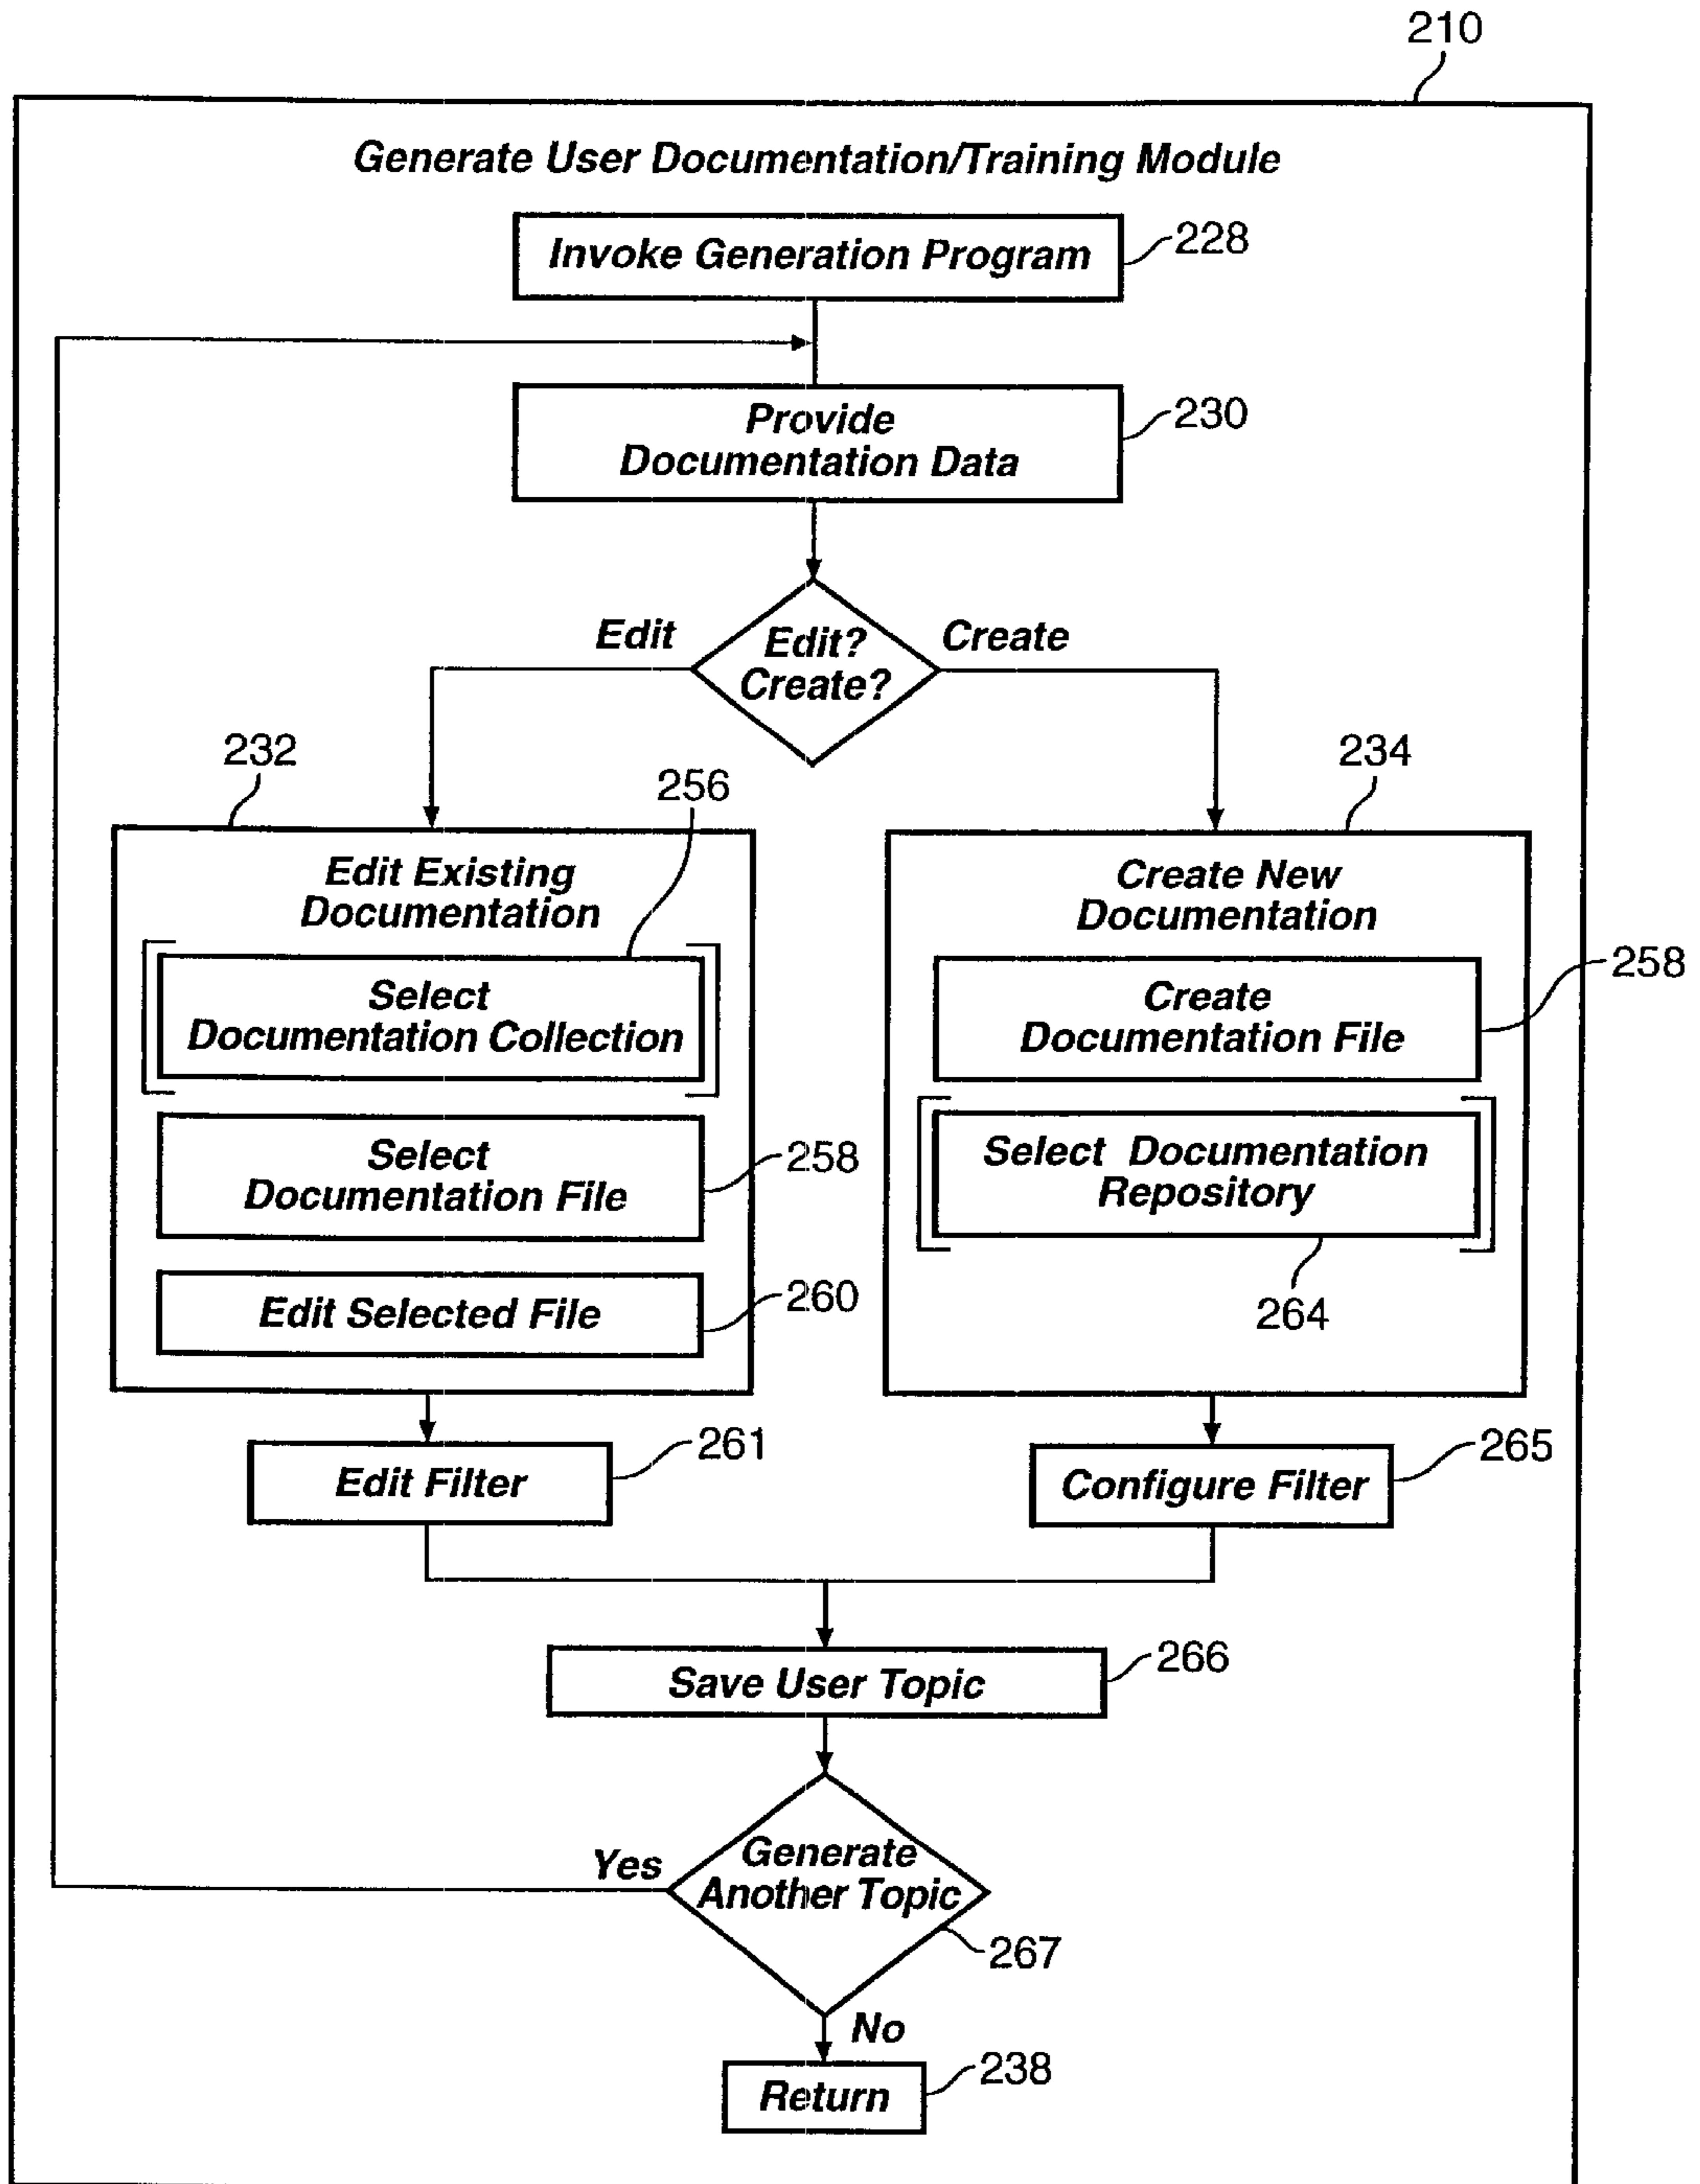 210
Generate User Documentation/Training Module
Invoke Generation Program
228
Provide
Documentation Data
230
Edit
Edit?
Create?
Create
232
256
234
Edit Existing
Documentation
Select
Documentation Collection
Select
Documentation File
258
Edit Selected File
260
Create New
Documentation
Create
Documentation File
258
Select Documentation
Repository
264
Edit Filter
261
Configure Filter
265
Save User Topic
266
Yes
Generate
Another Topic
267
No
Return
238